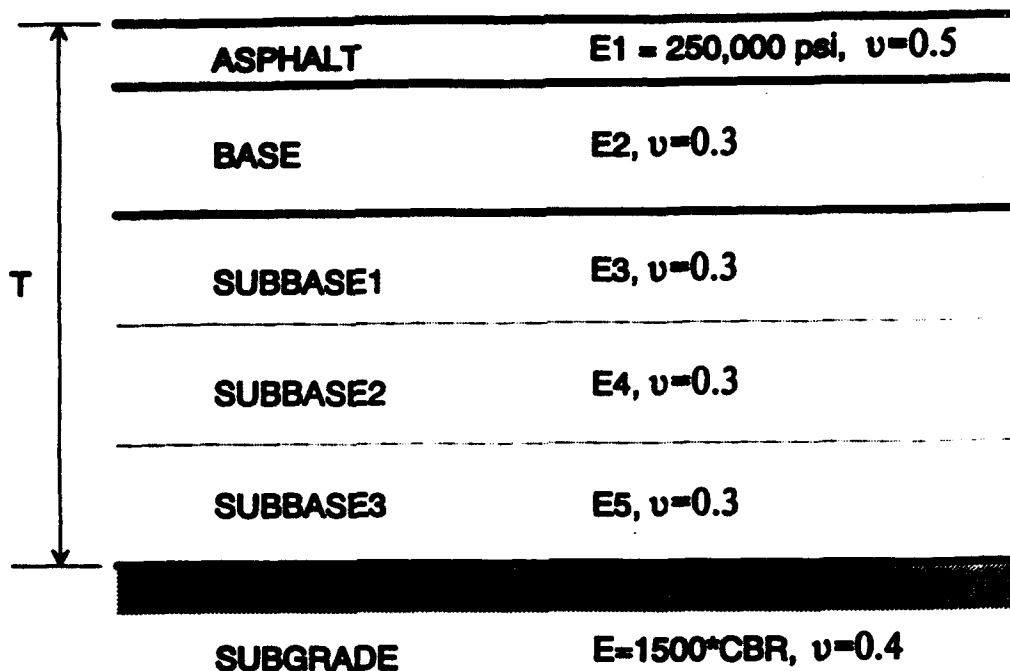 ASPHALT E1 = 250,000 psi, υ=0.5
BASE E2, υ=0.3
SUBBASE1 E3, υ=0.3
T
SUBBASE2 E4, υ=0.3
SUBBASE3 E5, υ=0.3
SUBGRADE E=1500*CBR, υ=0.4